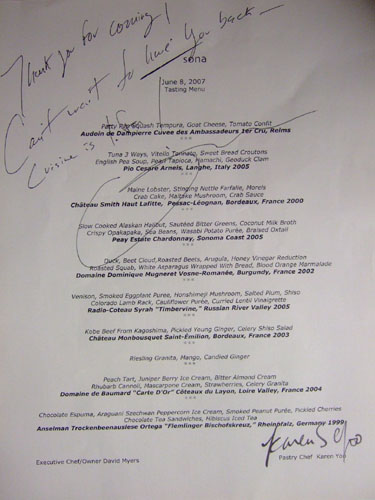 Thank you for coming!
Can't wait to have you back
Cuisine is
sona
June 8, 2007
Tasting Menu
Patty Pan Squash Tempura, Goat Cheese, Tomato Confit
Audoin de Dampierre Cuvee des Ambassadeurs 1er Cru, Reims
***
Tuna 3 Ways, Vitello Tonnato, Sweet Bread Croutons
English Pea Soup, Pearl Tapioca, Hamachi, Geoduck Clam
Pio Cesare Arneis, Langhe, Italy 2005
***
Maine Lobster, Stinging Nettle Farfalle, Morels
Crab Cake, Maitake Mushroom, Crab Sauce
Château Smith Haut Lafitte, Pessac-Léognan, Bordeaux, France 2000
***
Slow Cooked Alaskan Halibut, Sautéed Bitter Greens, Coconut Milk Broth
Crispy Opakapaka, Soa Beans, Wasabi Potato Purée, Braised Oxtail
Peay Estate Chardonnay, Sonoma Coast 2005
***
Duck, Beet Cloud, Roasted Beets, Arugula, Honey Vinegar Reduction
Roasted Squab, White Asparagus Wrapped With Bread, Blood Orange Marmalade
Domaine Dominique Mugneret Vosne-Romanée, Burgundy, France 2002
***
Venison, Smoked Eggplant Puree, Honshimeji Mushroom, Salted Plum, Shiso
Colorado Lamb Rack, Cauliflower Purée, Curried Lentil Vinaigrette
Radio-Coteau Syrah "Timbervine," Russian River Valley 2005
***
Kobe Beef From Kagoshima, Pickled Young Ginger, Celery Shiso Salad
Château Monbousquet Saint-Émilion, Bordeaux, France 2003
***
Riesling Granita, Mango, Candied Ginger
***
Peach Tart, Juniper Berry Ice Cream, Bitter Almond Cream
Rhubarb Cannoli, Mascarpone Cream, Strawberries, Celery Granita
Domaine de Baumard "Carte D'Or" Côteaux du Layon, Loire Valley, France 2004
***
Chocolate Espuma, Araguani Szechwan Peppercorn Ice Cream, Smoked Peanut Purée, Pickled Cherries
Chocolate Tea Sandwiches, Hibiscus Iced Tea
Anselman Trockenbeerenauslese Ortega "Flemlinger Bischofskreuz," Rheinpfalz, Germany 1999
***
Executive Chef/Owner David Myers
Pastry Chef Karen Yoo